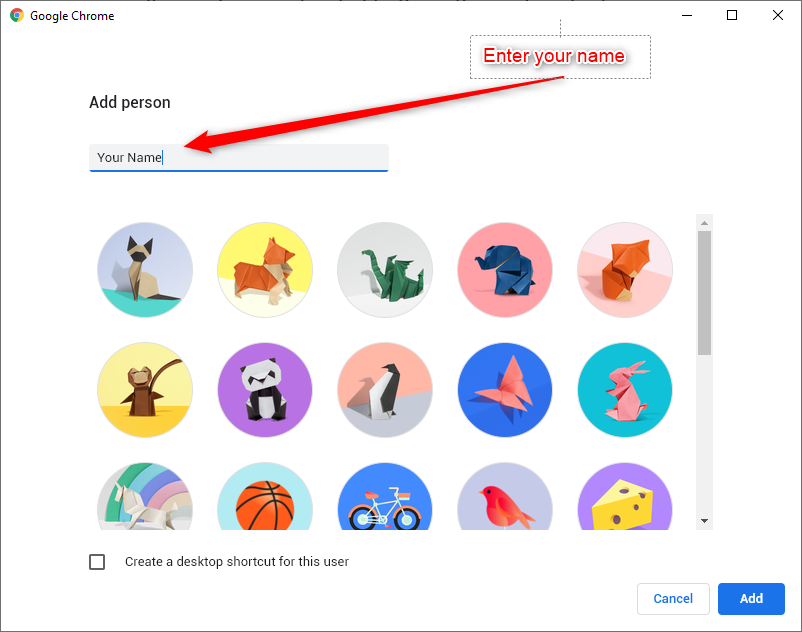 Google Chrome
Enter your name
Add person
Your Name
Create a desktop shortcut for this user
Cancel
Add